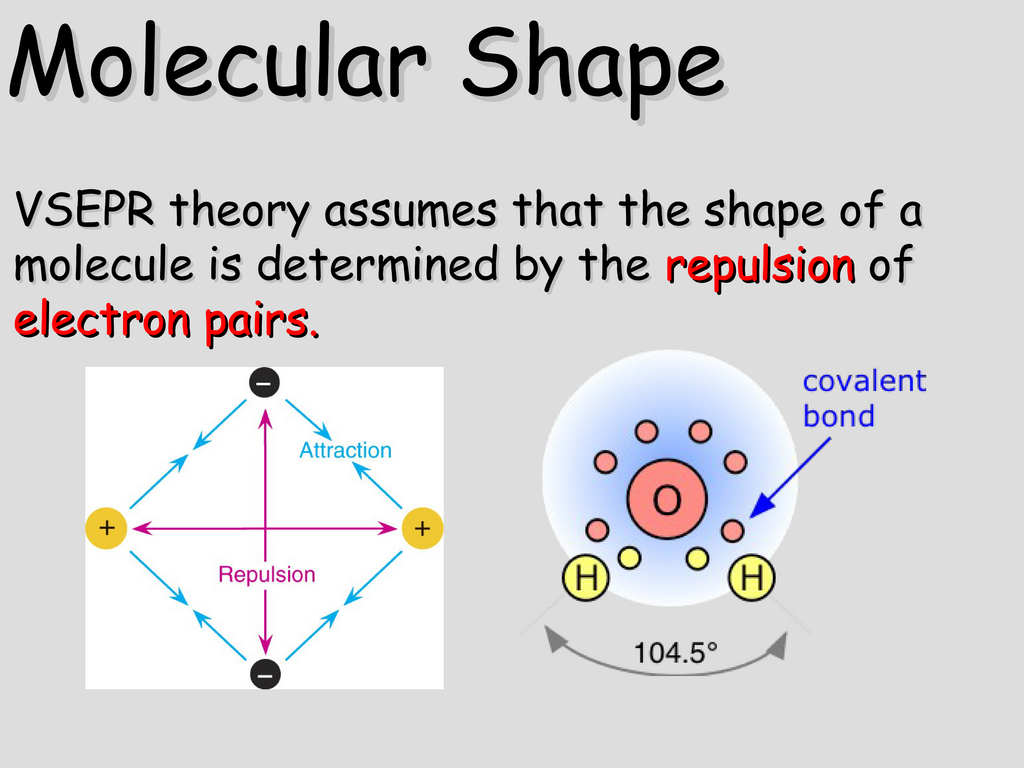 Molecular Shape
VSEPR theory assumes that the shape of a
molecule is determined by the repulsion of
electron pairs.
–
Attraction
+
+
Repulsion
–
covalent
bond
O
H
H
104.5°